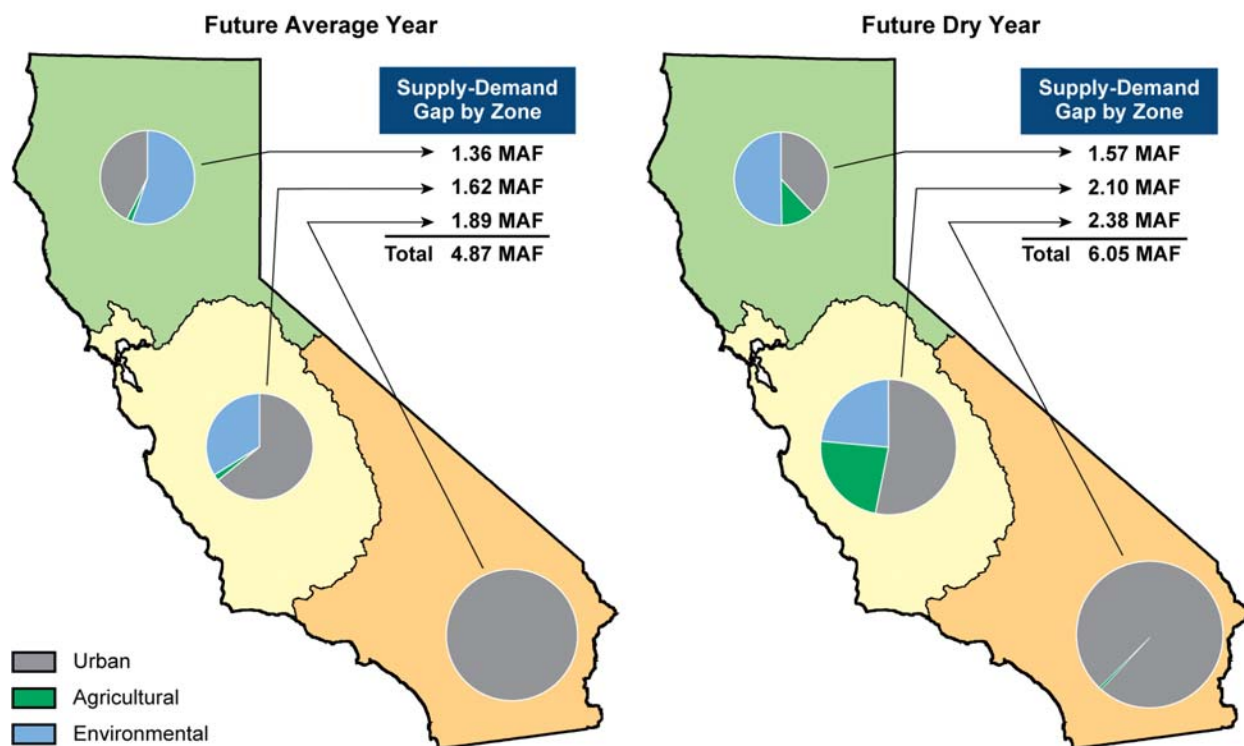 Future Average Year
Supply-Demand
Gap by Zone
1.36 MAF
1.62 MAF
1.89 MAF
Total 4.87 MAF
Future Dry Year
Supply-Demand
Gap by Zone
1.57 MAF
2.10 MAF
2.38 MAF
Total 6.05 MAF
Urban
Agricultural
Environmental